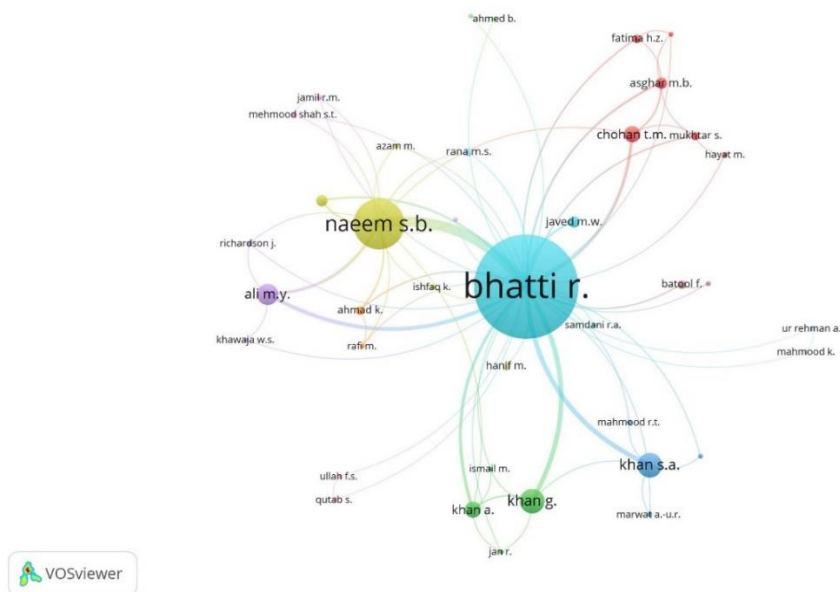 ahmed b.
fatima h.z.
asghar m.b.
jamil r.m.
mehmood shah s.t.
chohan t.m.
mukhtar s.
azam m.
rana m.s.
hayat m.
naeem s.b.
javed m.w.
richardson j.
bhatti r.
ali m.y.
ishfaq k.
batool f.
ahmad k.
samdani r.a.
ur rehman a.
khawaja w.s.
rafi m.
mahmood k.
hanif m.
mahmood r.t.
ullah f.s.
ismail m.
khan s.a.
qutab s.
khan a.
khan g.
marwat a.-u.r.
jan r.
VOSviewer